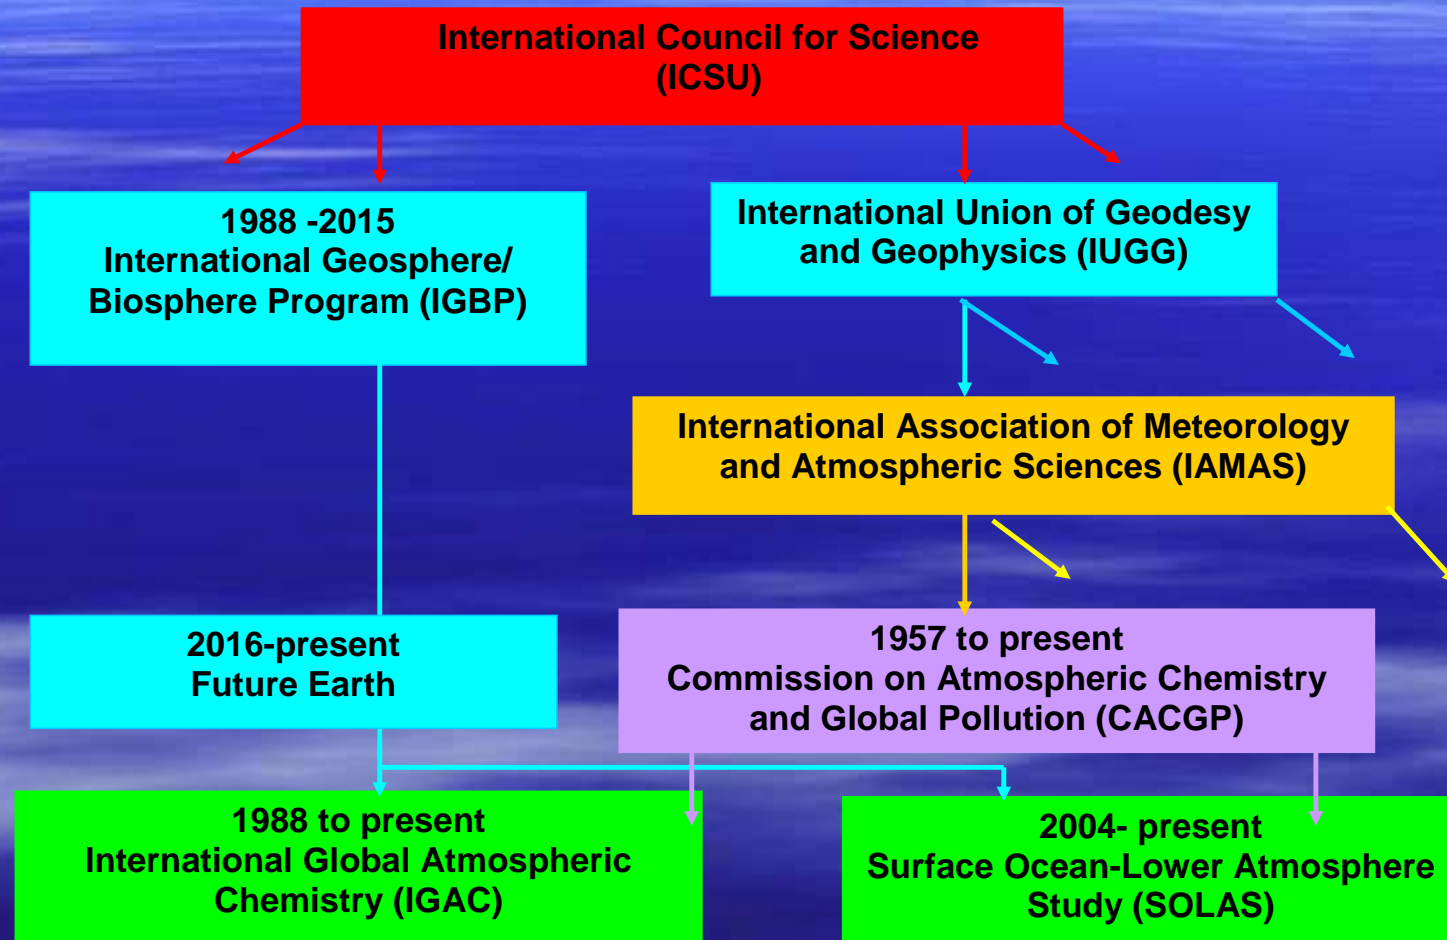 International Council for Science
(ICSU)
1988 -2015
International Geosphere/
Biosphere Program (IGBP)
International Union of Geodesy
and Geophysics (IUGG)
International Association of Meteorology
and Atmospheric Sciences (IAMAS)
2016-present
Future Earth
1957 to present
Commission on Atmospheric Chemistry
and Global Pollution (CACGP)
1988 to present
International Global Atmospheric
Chemistry (IGAC)
2004- present
Surface Ocean-Lower Atmosphere
Study (SOLAS)